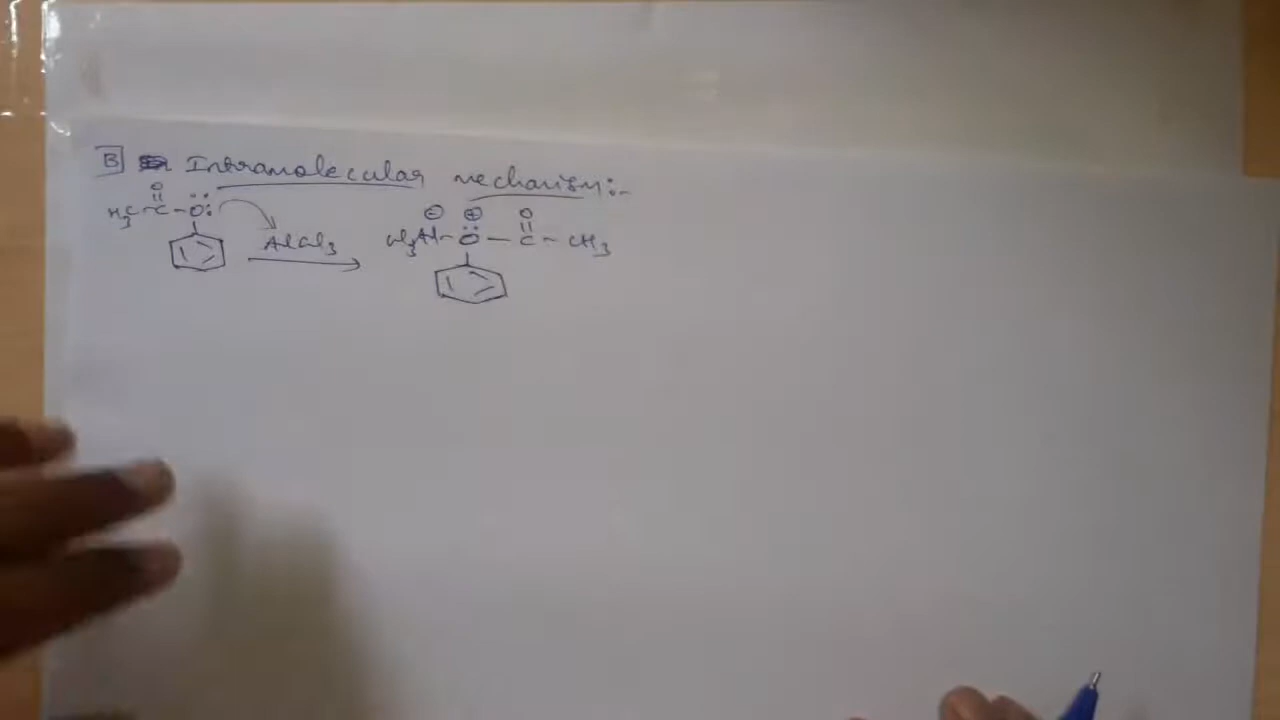 B Intramolecular mechanism:-
O O
H3C-C-O: AlCl3 ⊖ ⊕ Cl3Al-O-C-CH3